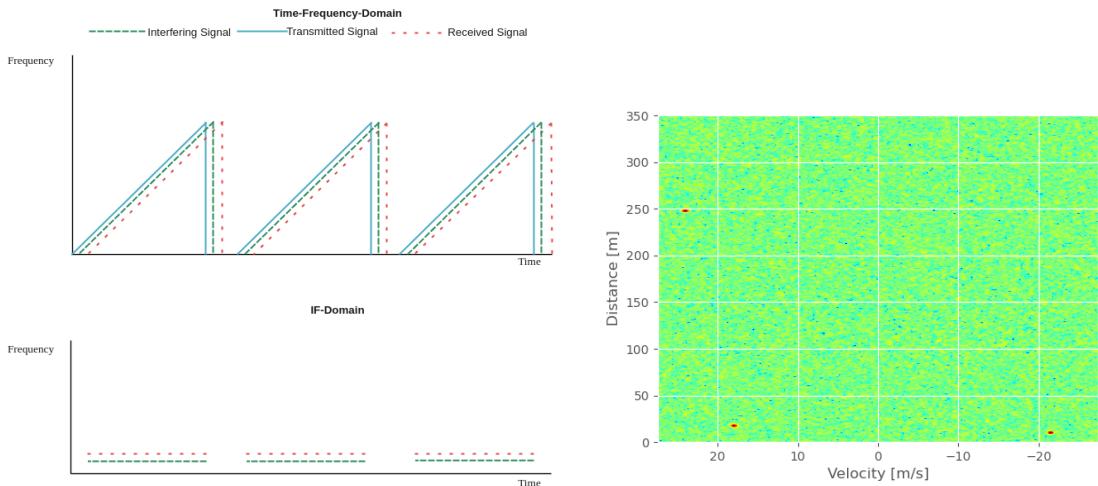 Time-Frequency-Domain
Interfering Signal Transmitted Signal Received Signal
Frequency
Time
IF-Domain
Frequency
Time
350
300
250
200
150
100
50
0
Distance [m]
20 10 0 −10 −20
Velocity [m/s]